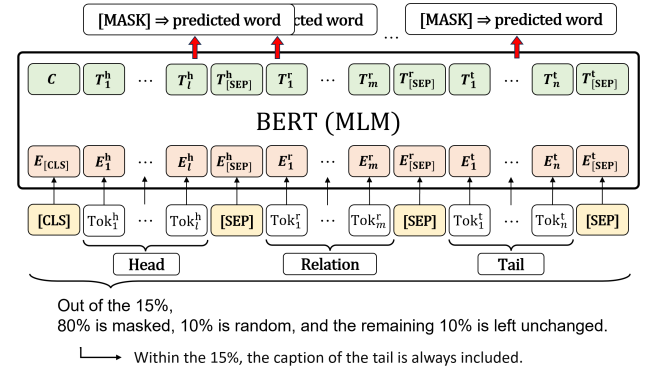 [MASK] ⇒ predicted word cted word ... [MASK] ⇒ predicted word
C T₁ʰ ... Tₗʰ T[SEP]ʰ T₁ʳ ... Tₘʳ T[SEP]ʳ T₁ᵗ ... Tₙᵗ T[SEP]ᵗ
BERT (MLM)
E[CLS] E₁ʰ ... Eₗʰ E[SEP]ʰ E₁ʳ ... Eₘʳ E[SEP]ʳ E₁ᵗ ... Eₙᵗ E[SEP]ᵗ
[CLS] Tok₁ʰ ... Tokₗʰ [SEP] Tok₁ʳ ... Tokₘʳ [SEP] Tok₁ᵗ ... Tokₙᵗ [SEP]
Head Relation Tail
Out of the 15%,
80% is masked, 10% is random, and the remaining 10% is left unchanged.
Within the 15%, the caption of the tail is always included.